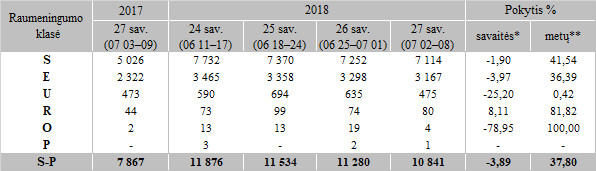 Raumeningumo klasė 2017 2018 Pokytis %
27 sav. (07 03–09) 24 sav. (06 11–17) 25 sav. (06 18–24) 26 sav. (06 25–07 01) 27 sav. (07 02–08) savaitės* metų**
S 5 026 7 732 7 370 7 252 7 114 -1,90 41,54
E 2 322 3 465 3 358 3 298 3 167 -3,97 36,39
U 473 590 694 635 475 -25,20 0,42
R 44 73 99 74 80 8,11 81,82
O 2 13 13 19 4 -78,95 100,00
P - 3 - 2 1 - -
S-P 7 867 11 876 11 534 11 280 10 841 -3,89 37,80